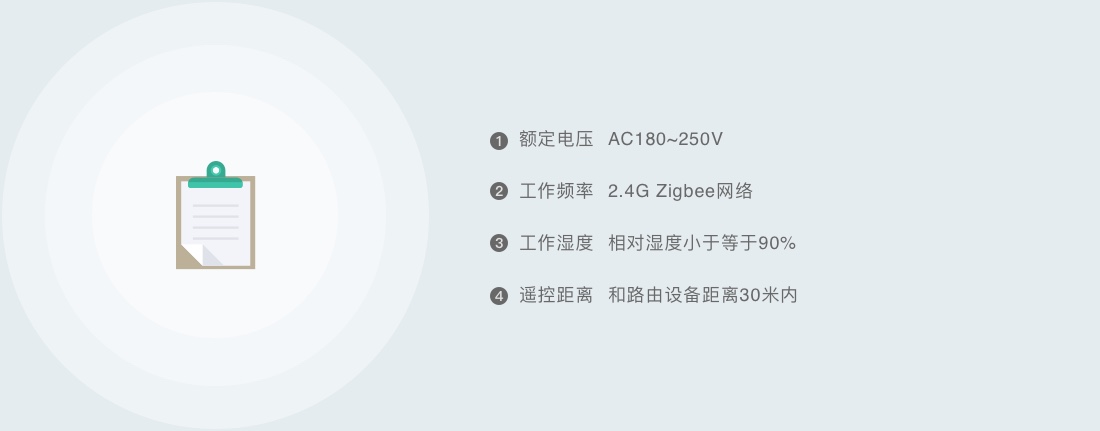 1 额定电压 AC180~250V
2 工作频率 2.4G Zigbee网络
3 工作湿度 相对湿度小于等于90%
4 遥控距离 和路由设备距离30米内